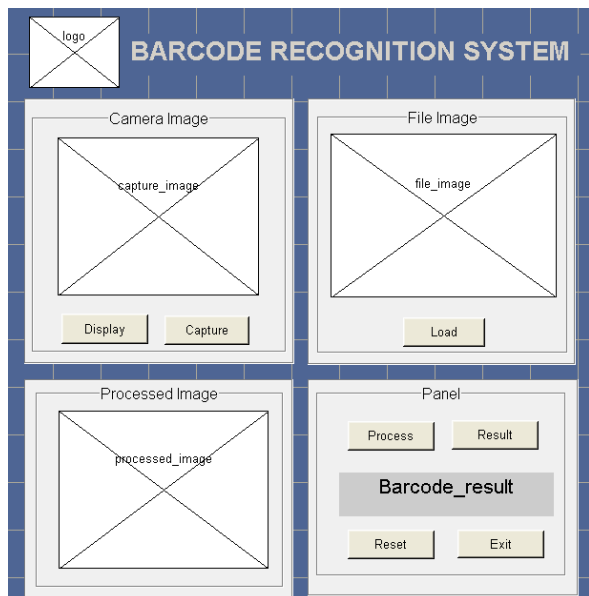 logo
BARCODE RECOGNITION SYSTEM
Camera Image
capture_image
Display
Capture
File Image
file_image
Load
Processed Image
processed_image
Panel
Process
Result
Barcode_result
Reset
Exit